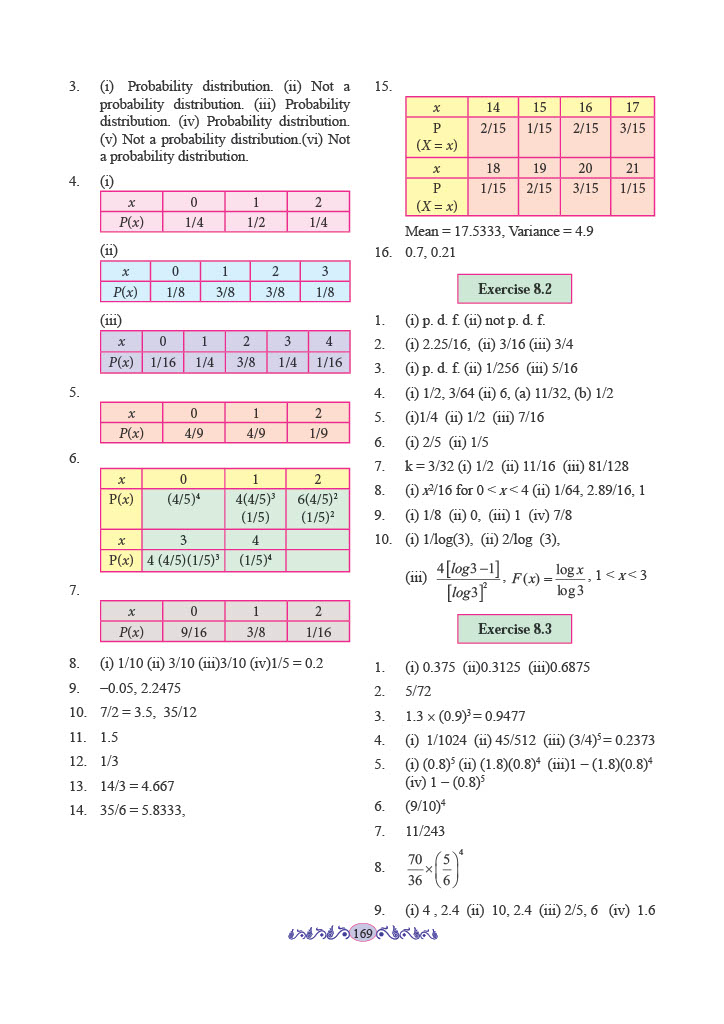 3. (i) Probability distribution. (ii) Not a
probability distribution. (iii) Probability
distribution. (iv) Probability distribution.
(v) Not a probability distribution.(vi) Not
a probability distribution.
4. (i)
x 0 1 2
P(x) 1/4 1/2 1/4
(ii)
x 0 1 2 3
P(x) 1/8 3/8 3/8 1/8
(iii)
x 0 1 2 3 4
P(x) 1/16 1/4 3/8 1/4 1/16
5.
x 0 1 2
P(x) 4/9 4/9 1/9
6.
x 0 1 2
P(x) (4/5)⁴ 4(4/5)³ 6(4/5)²
(1/5) (1/5)²
x 3 4
P(x) 4 (4/5)(1/5)³ (1/5)⁴
7.
x 0 1 2
P(x) 9/16 3/8 1/16
8. (i) 1/10 (ii) 3/10 (iii)3/10 (iv)1/5 = 0.2
9. –0.05, 2.2475
10. 7/2 = 3.5, 35/12
11. 1.5
12. 1/3
13. 14/3 = 4.667
14. 35/6 = 5.8333,
15.
x 14 15 16 17
P 2/15 1/15 2/15 3/15
(X = x)
x 18 19 20 21
P 1/15 2/15 3/15 1/15
(X = x)
Mean = 17.5333, Variance = 4.9
16. 0.7, 0.21
Exercise 8.2
1. (i) p. d. f. (ii) not p. d. f.
2. (i) 2.25/16, (ii) 3/16 (iii) 3/4
3. (i) p. d. f. (ii) 1/256 (iii) 5/16
4. (i) 1/2, 3/64 (ii) 6, (a) 11/32, (b) 1/2
5. (i)1/4 (ii) 1/2 (iii) 7/16
6. (i) 2/5 (ii) 1/5
7. k = 3/32 (i) 1/2 (ii) 11/16 (iii) 81/128
8. (i) x²/16 for 0 < x < 4 (ii) 1/64, 2.89/16, 1
9. (i) 1/8 (ii) 0, (iii) 1 (iv) 7/8
10. (i) 1/log(3), (ii) 2/log (3),
(iii) 4[log3 −1]/[log3]², F(x) = log x/log 3, 1 < x < 3
Exercise 8.3
1. (i) 0.375 (ii)0.3125 (iii)0.6875
2. 5/72
3. 1.3 × (0.9)³ = 0.9477
4. (i) 1/1024 (ii) 45/512 (iii) (3/4)⁵ = 0.2373
5. (i) (0.8)⁵ (ii) (1.8)(0.8)⁴ (iii)1 − (1.8)(0.8)⁴
(iv) 1 − (0.8)⁵
6. (9/10)⁴
7. 11/243
8. 70/36 × (5/6)⁴
9. (i) 4 , 2.4 (ii) 10, 2.4 (iii) 2/5, 6 (iv) 1.6
169